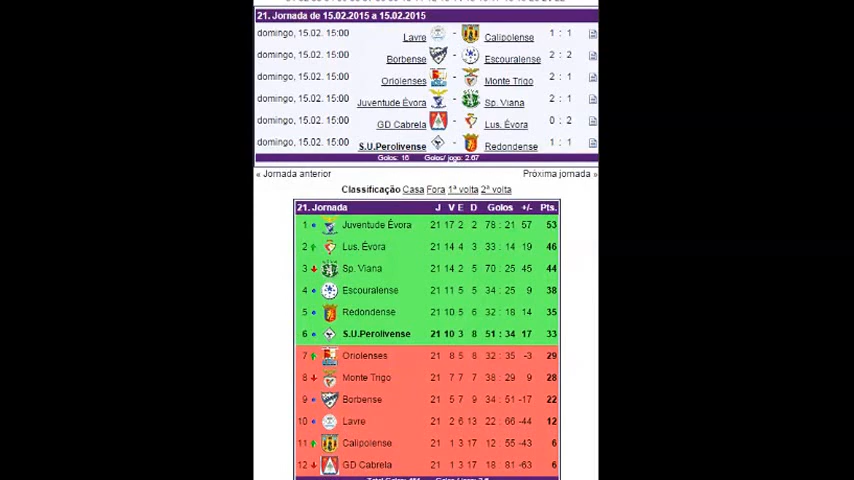 21. Jornada de 15.02.2015 a 15.02.2015
domingo, 15.02. 15:00 Lavre - Calipolense 1 : 1
domingo, 15.02. 15:00 Borbense - Escouralense 2 : 2
domingo, 15.02. 15:00 Oriolenses - Monte Trigo 2 : 1
domingo, 15.02. 15:00 Juventude Évora - Sp. Viana 2 : 1
domingo, 15.02. 15:00 GD Cabrela - Lus. Évora 0 : 2
domingo, 15.02. 15:00 S.U.Perolivense - Redondense 1 : 1
Golos: 16 Golos/ jogo: 2.67
« Jornada anterior Próxima jornada »
Classificação Casa Fora 1ª volta 2ª volta
21. Jornada J V E D Golos +/- Pts.
1 Juventude Évora 21 17 2 2 78 : 21 57 53
2 Lus. Évora 21 14 4 3 33 : 14 19 46
3 Sp. Viana 21 14 2 5 70 : 25 45 44
4 Escouralense 21 11 5 5 34 : 25 9 38
5 Redondense 21 10 5 6 32 : 18 14 35
6 S.U.Perolivense 21 10 3 8 51 : 34 17 33
7 Oriolenses 21 8 5 8 32 : 35 -3 29
8 Monte Trigo 21 7 7 7 38 : 29 9 28
9 Borbense 21 5 7 9 34 : 51 -17 22
10 Lavre 21 2 6 13 22 : 66 -44 12
11 Calipolense 21 1 3 17 12 : 55 -43 6
12 GD Cabrela 21 1 3 17 18 : 81 -63 6